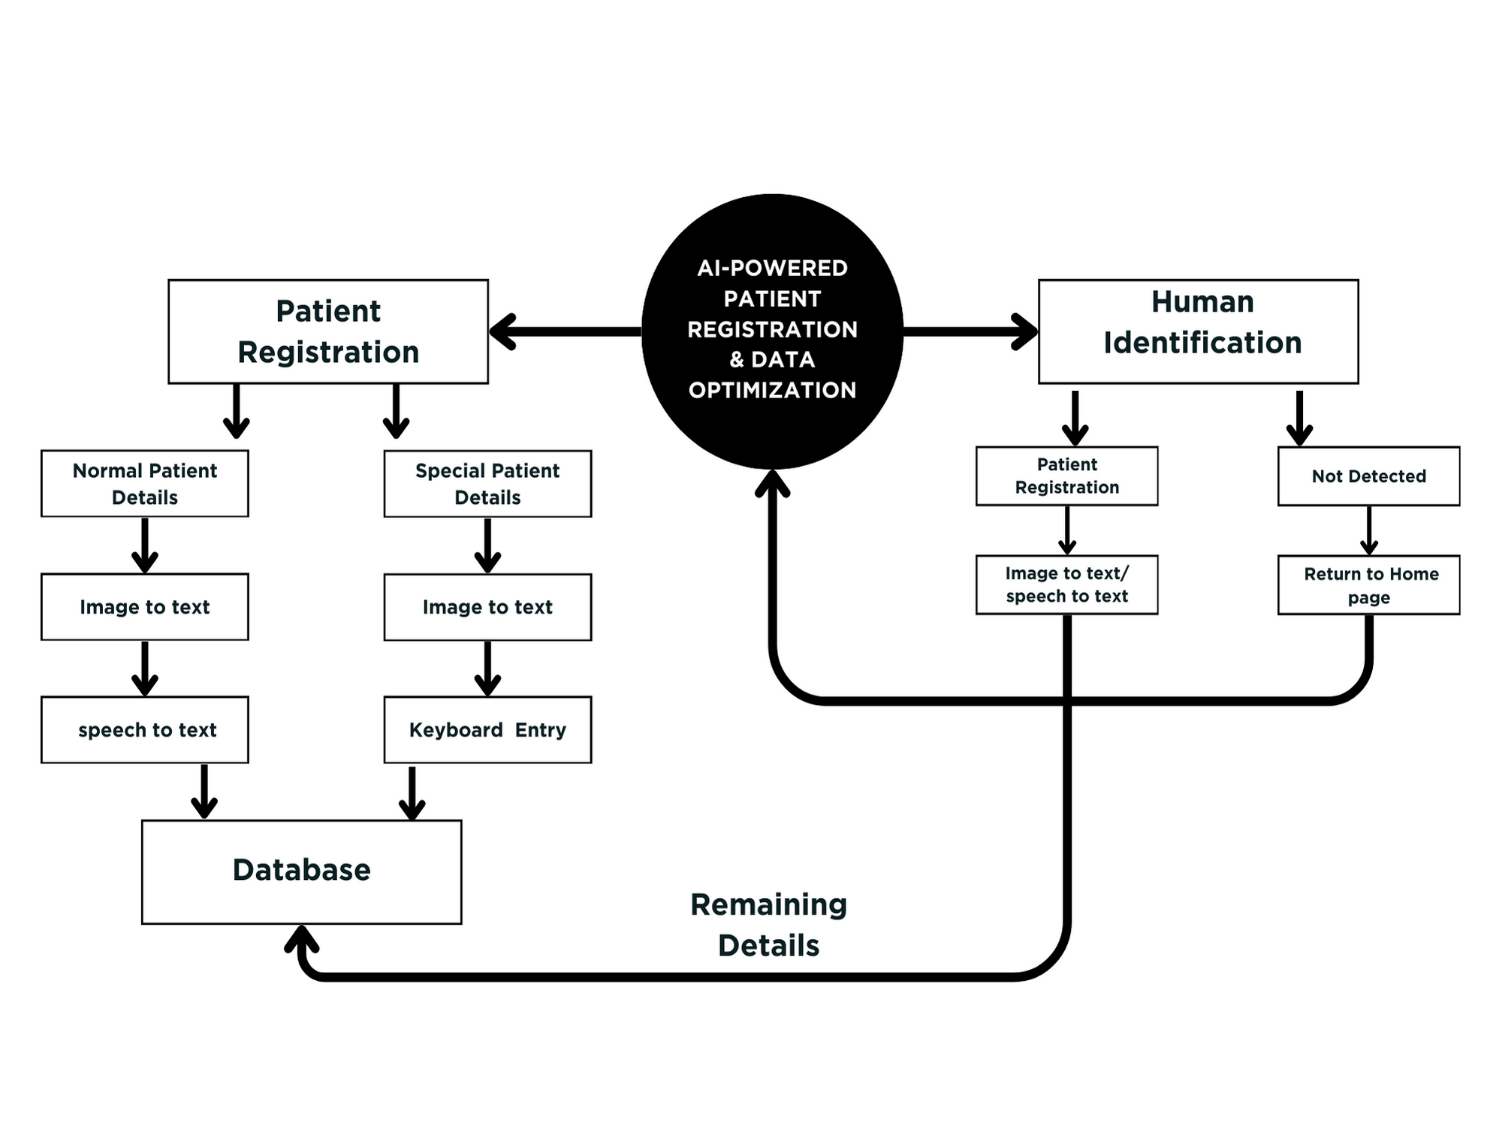 AI-POWERED
PATIENT
REGISTRATION
& DATA
OPTIMIZATION
Patient
Registration
Human
Identification
Normal Patient
Details
Special Patient
Details
Patient
Registration
Not Detected
Image to text
Image to text
Image to text/
speech to text
Return to Home
page
speech to text
Keyboard Entry
Database
Remaining
Details